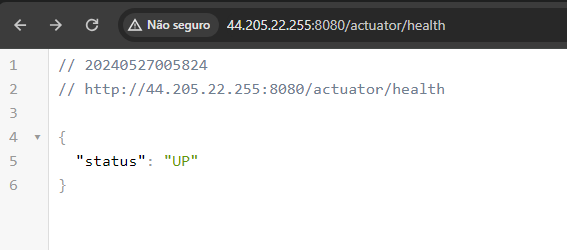 Não seguro 44.205.22.255:8080/actuator/health
1 // 20240527005824
2 // http://44.205.22.255:8080/actuator/health
3
4 {
5 "status": "UP"
6 }